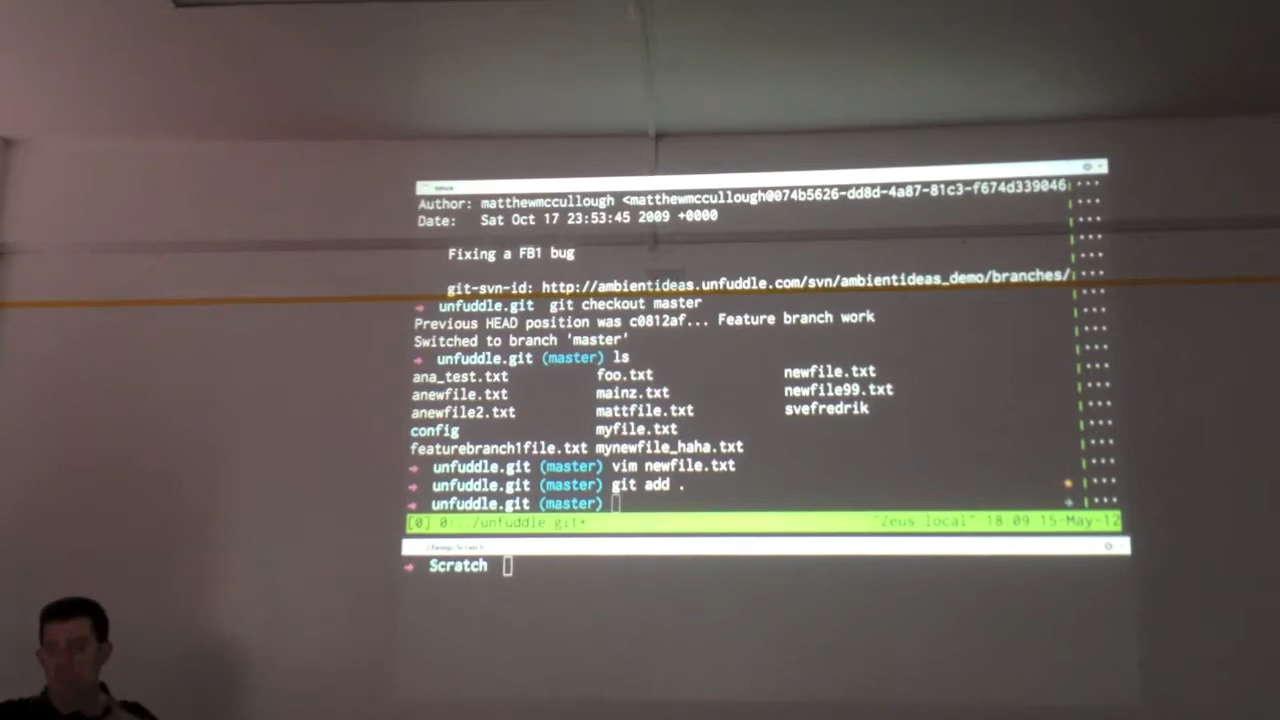 Author: matthewmccullough <matthewmccullough@074b5626-dd8d-4a87-81c3-f674d339046
Date: Sat Oct 17 23:53:45 2009 +0000
Fixing a FB1 bug
git-svn-id: http://ambientideas.unfuddle.com/svn/ambientideas_demo/branches/
➜ unfuddle.git git checkout master
Previous HEAD position was c0812af... Feature branch work
Switched to branch 'master'
➜ unfuddle.git (master) ls
ana_test.txt foo.txt newfile.txt
anewfile.txt mainz.txt newfile99.txt
anewfile2.txt mattfile.txt svefredrik
config myfile.txt
featurebranch1file.txt mynewfile_haha.txt
➜ unfuddle.git (master) vim newfile.txt
➜ unfuddle.git (master) git add .
➜ unfuddle.git (master)
[0] 0:../unfuddle.git* "Zeus.local" 18:09 15-May-12
➜ Scratch